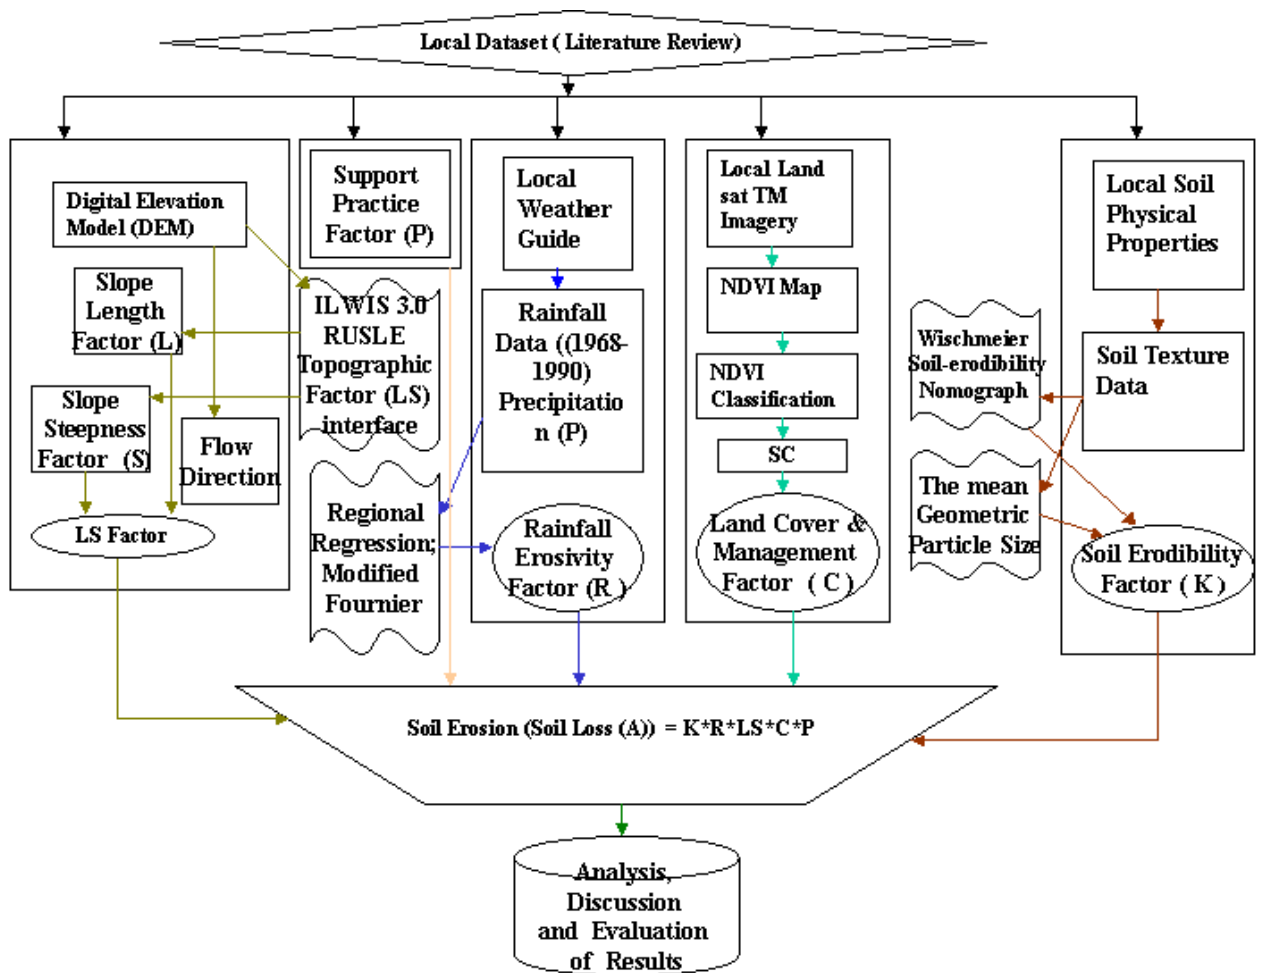 Local Dataset ( Literature Review)
Digital Elevation
Model (DEM)
Slope
Length
Factor (L)
Slope
Steepness
Factor (S)
Flow
Direction
LS Factor
Support
Practice
Factor (P)
ILWIS 3.0
RUSLE
Topographic
Factor (LS)
interface
Regional
Regression;
Modified
Fournier
Local
Weather
Guide
Rainfall
Data ((1968-
1990)
Precipitatio
n (P)
Rainfall
Erosivity
Factor (R )
Local Land
sat TM
Imagery
NDVI Map
NDVI
Classification
SC
Land Cover &
Management
Factor ( C )
Local Soil
Physical
Properties
Soil Texture
Data
Wischmeier
Soil-erodibility
Nomograph
The mean
Geometric
Particle Size
Soil Erodibility
Factor ( K )
Soil Erosion (Soil Loss (A)) = K*R*LS*C*P
Analysis,
Discussion
and Evaluation
of Results